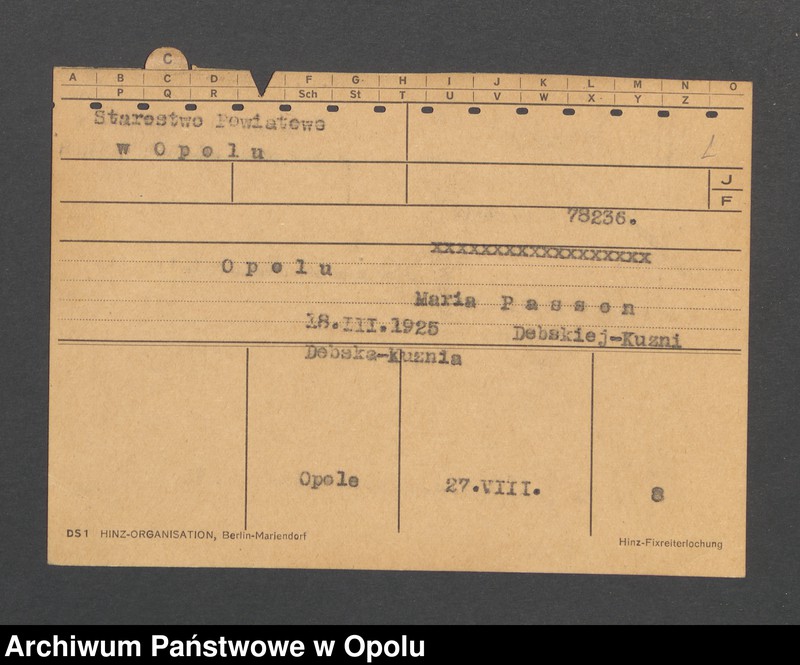 C
A B C D F G H I J K L M N O
P Q R Sch St T U V W X Y Z
Starostwo Powiatowe
w Opolu
J
F
78236.
xxxxxxxxxxxxxxxxxx
Opolu
Maria Passon
18.III.1925 Debskiej-Kuzni
Debska-Kuznia
Opole 27.VIII. 8
DS1 HINZ-ORGANISATION, Berlin-Mariendorf
Hinz-Fixreiterlochung
Archiwum Państwowe w Opolu